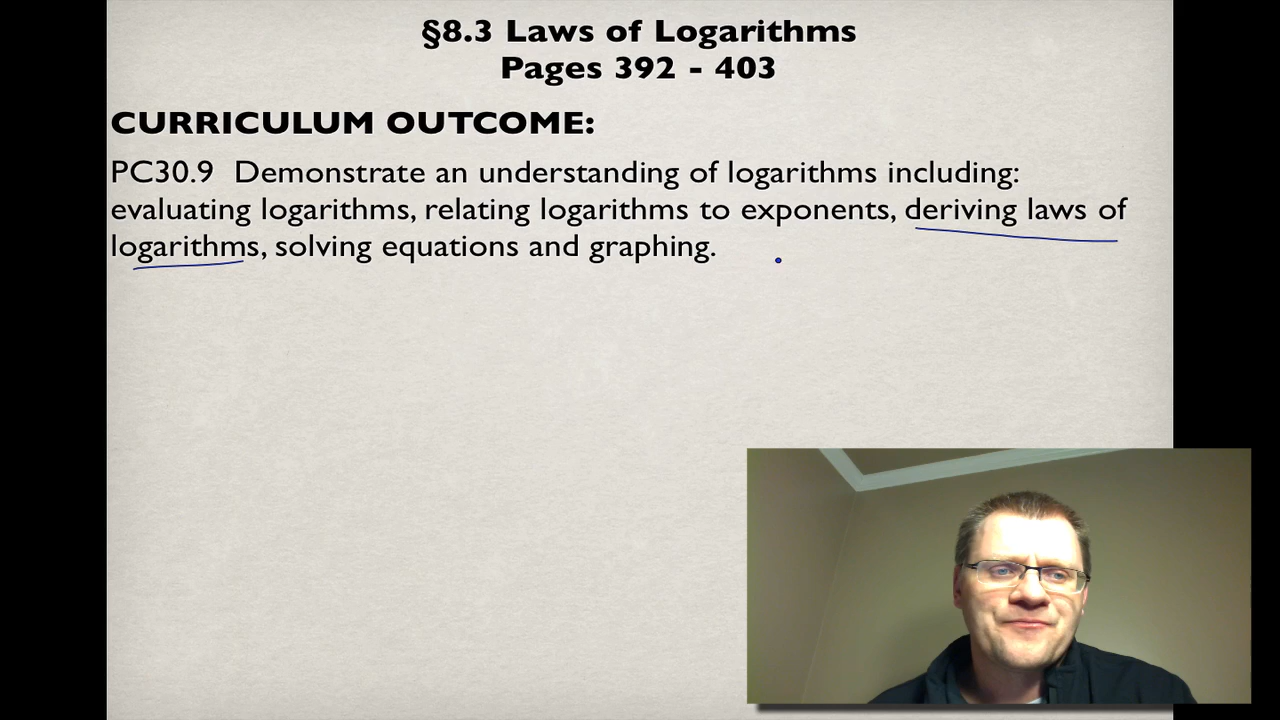 §8.3 Laws of Logarithms
Pages 392 - 403
CURRICULUM OUTCOME:
PC30.9 Demonstrate an understanding of logarithms including:
evaluating logarithms, relating logarithms to exponents, deriving laws of
logarithms, solving equations and graphing.